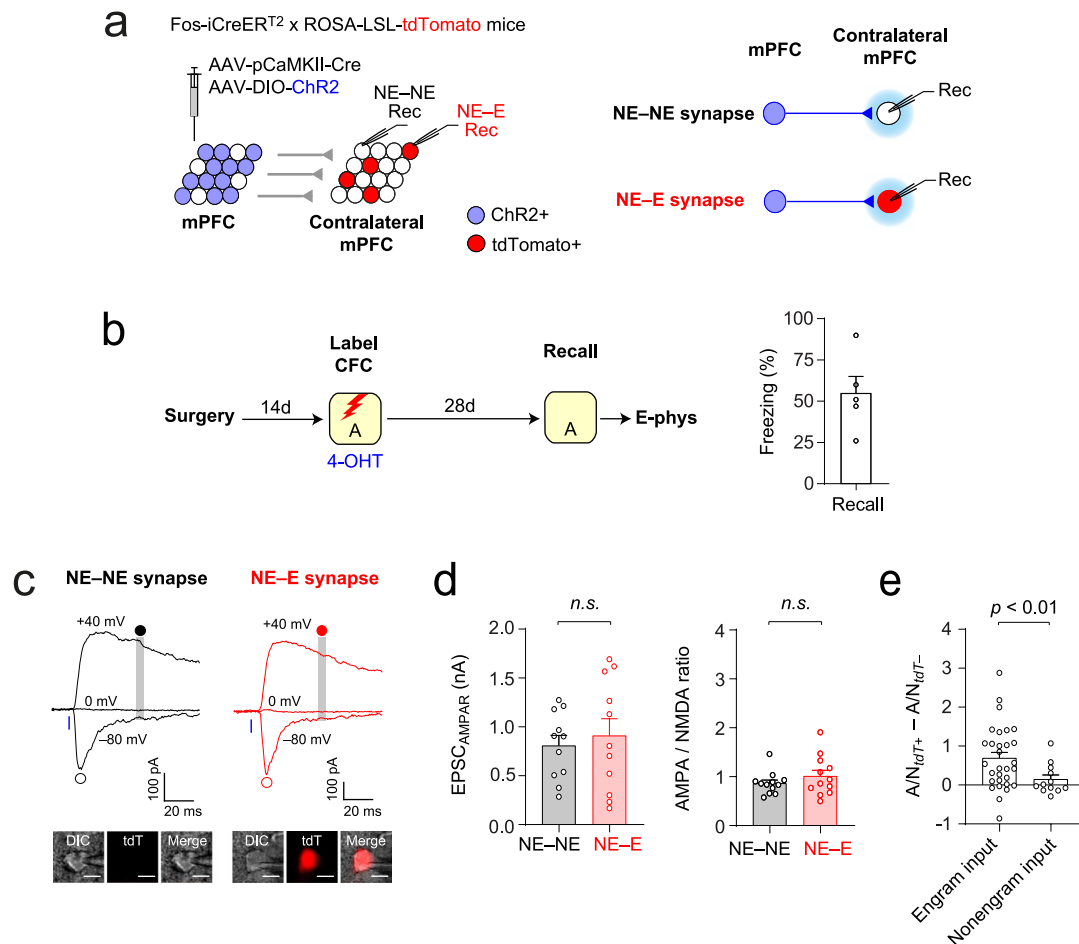 a
Fos-iCreERT2 x ROSA-LSL-tdTomato mice
AAV-pCaMKII-Cre
AAV-DIO-ChR2
NE–NE
Rec
NE–E
Rec
mPFC
Contralateral
mPFC
ChR2+
tdTomato+
mPFC
Contralateral
mPFC
NE–NE synapse
Rec
NE–E synapse
Rec
b
Surgery
14d
Label
CFC
A
4-OHT
28d
Recall
A
E-phys
Freezing (%)
100
75
50
25
0
Recall
c
NE–NE synapse
+40 mV
0 mV
–80 mV
100 pA
20 ms
DIC
tdT
Merge
NE–E synapse
+40 mV
0 mV
–80 mV
100 pA
20 ms
DIC
tdT
Merge
d
n.s.
EPSCAMPAR (nA)
2.0
1.5
1.0
0.5
0.0
NE–NE
NE–E
n.s.
AMPA / NMDA ratio
4
3
2
1
0
NE–NE
NE–E
e
p < 0.01
A/NtdT+ – A/NtdT–
4
3
2
1
0
-1
Engram input
Nonengram input